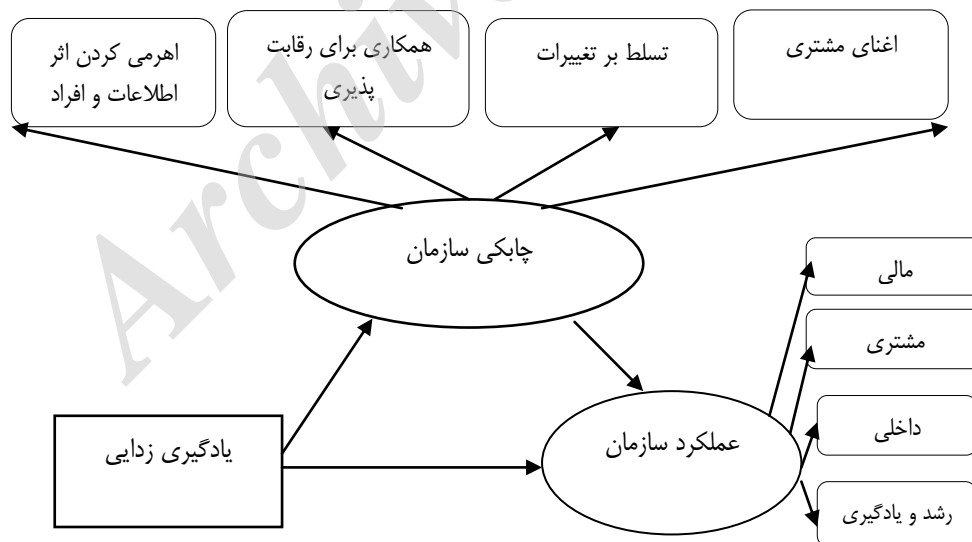 اغنای مشتری
تسلط بر تغییرات
همکاری برای رقابت
پذیری
اهرمی کردن اثر
اطلاعات و افراد
چابکی سازمان
مالی
مشتری
داخلی
رشد و یادگیری
عملکرد سازمان
یادگیری زدایی
Archive